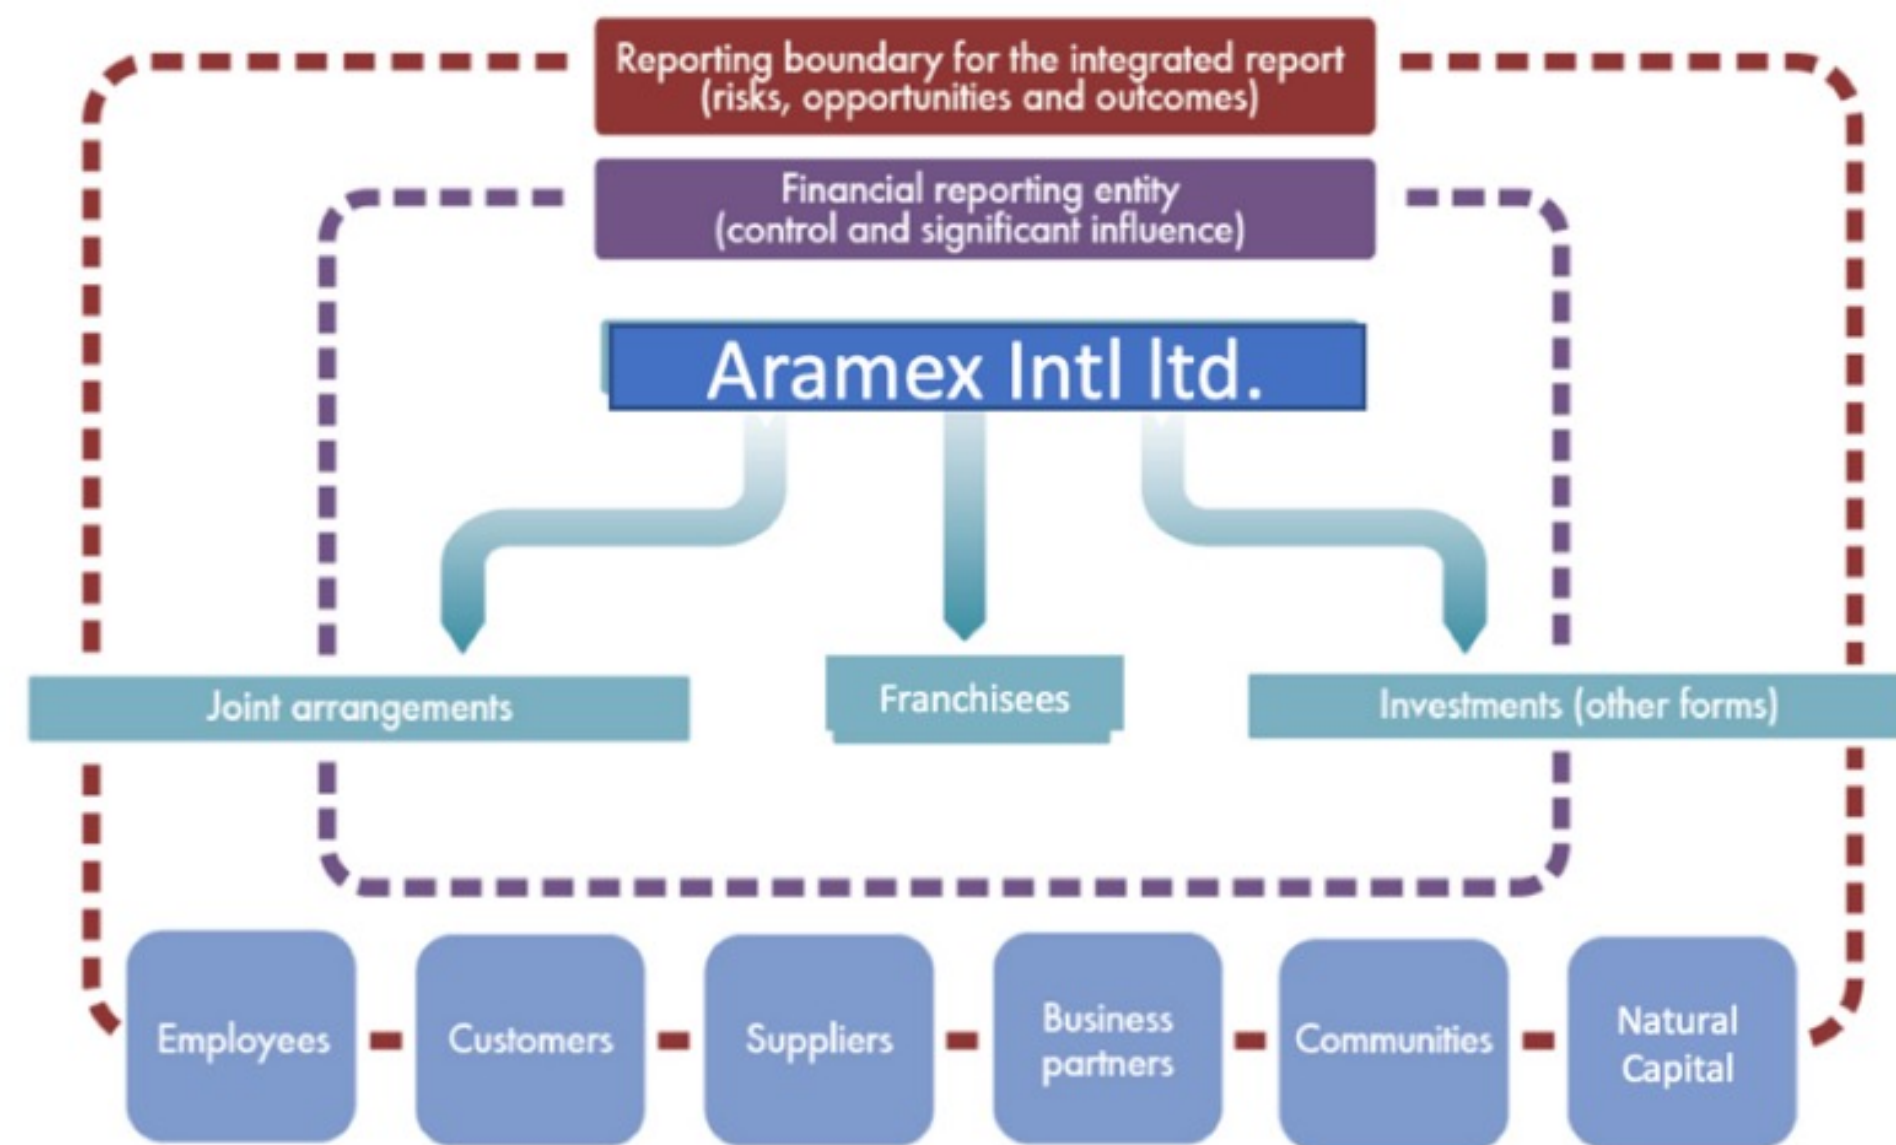 Reporting boundary for the integrated report
(risks, opportunities and outcomes)
Financial reporting entity
(control and significant influence)
Aramex Intl ltd.
Joint arrangements
Franchisees
Investments (other forms)
Employees
Customers
Suppliers
Business
partners
Communities
Natural
Capital